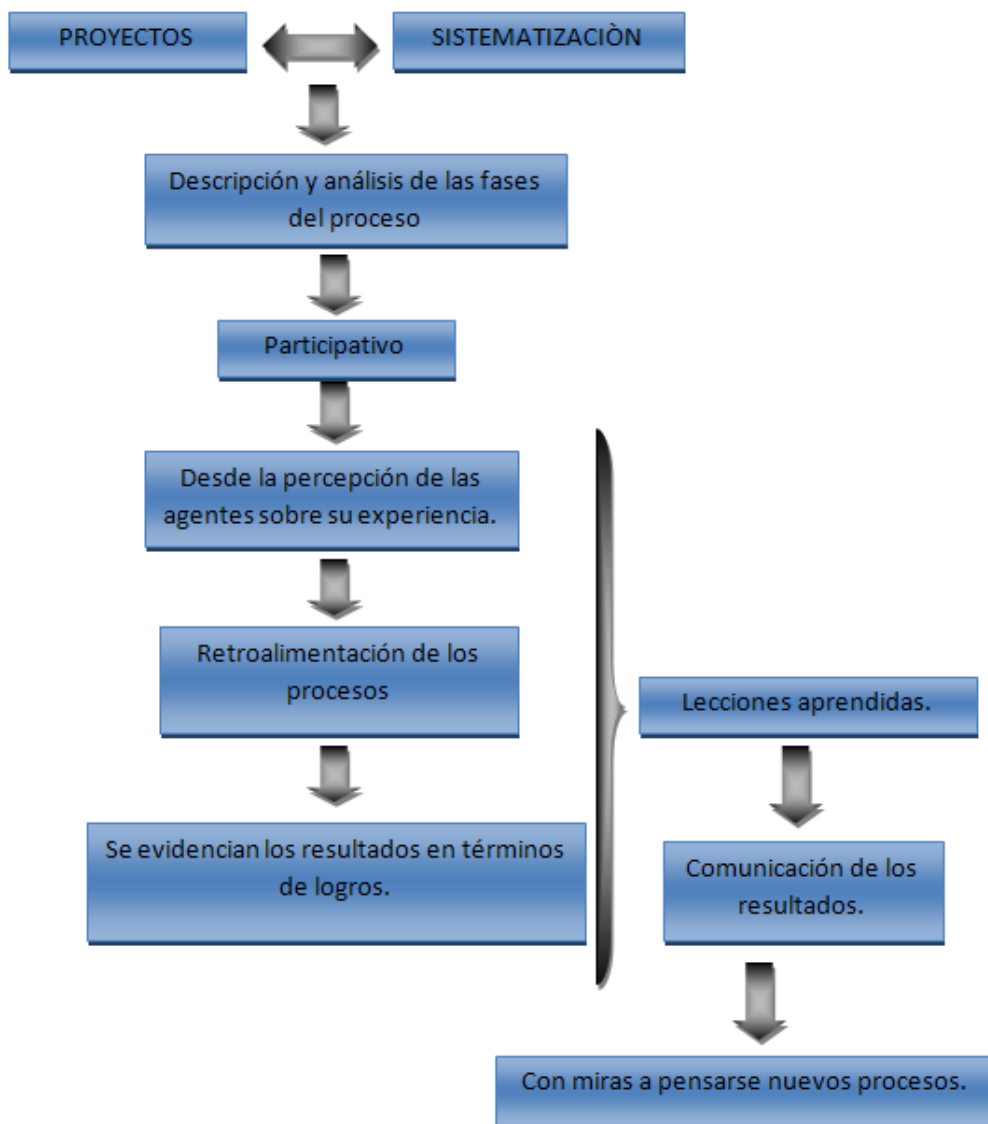 PROYECTOS
SISTEMATIZACIÒN
Descripción y análisis de las fases
del proceso
Participativo
Desde la percepción de las
agentes sobre su experiencia.
Retroalimentación de los
procesos
Se evidencian los resultados en términos
de logros.
Lecciones aprendidas.
Comunicación de los
resultados.
Con miras a pensarse nuevos procesos.